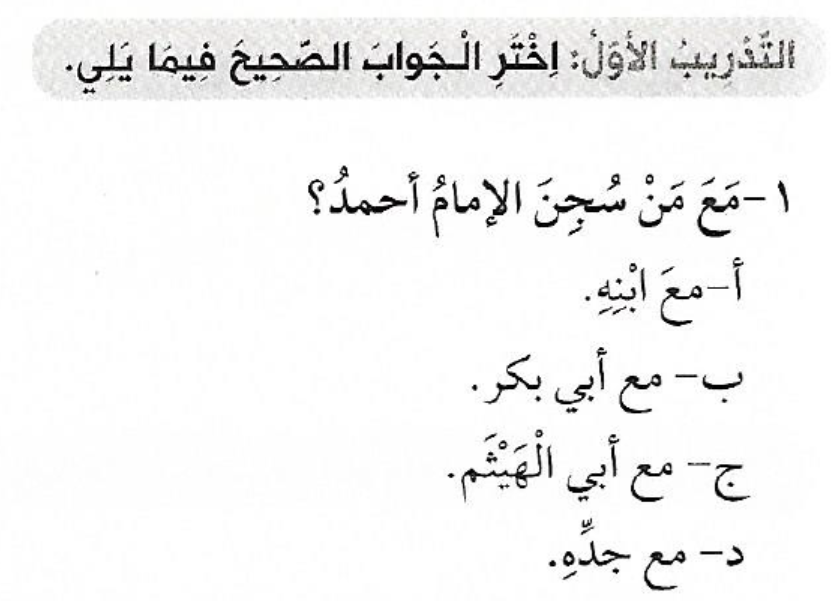 التَّدْرِيبُ الأوَلُ: اِخْتَرِ الْجَوابَ الصّحِيحَ فِيمَا يَلِي.
١ –مَعَ مَنْ سُجِنَ الإمامُ أحمدُ؟
أ–معَ ابْنِهِ.
ب– مع أبي بكر.
ج– مع أبي الْهَيْثَم.
د– مع جدِّهِ.